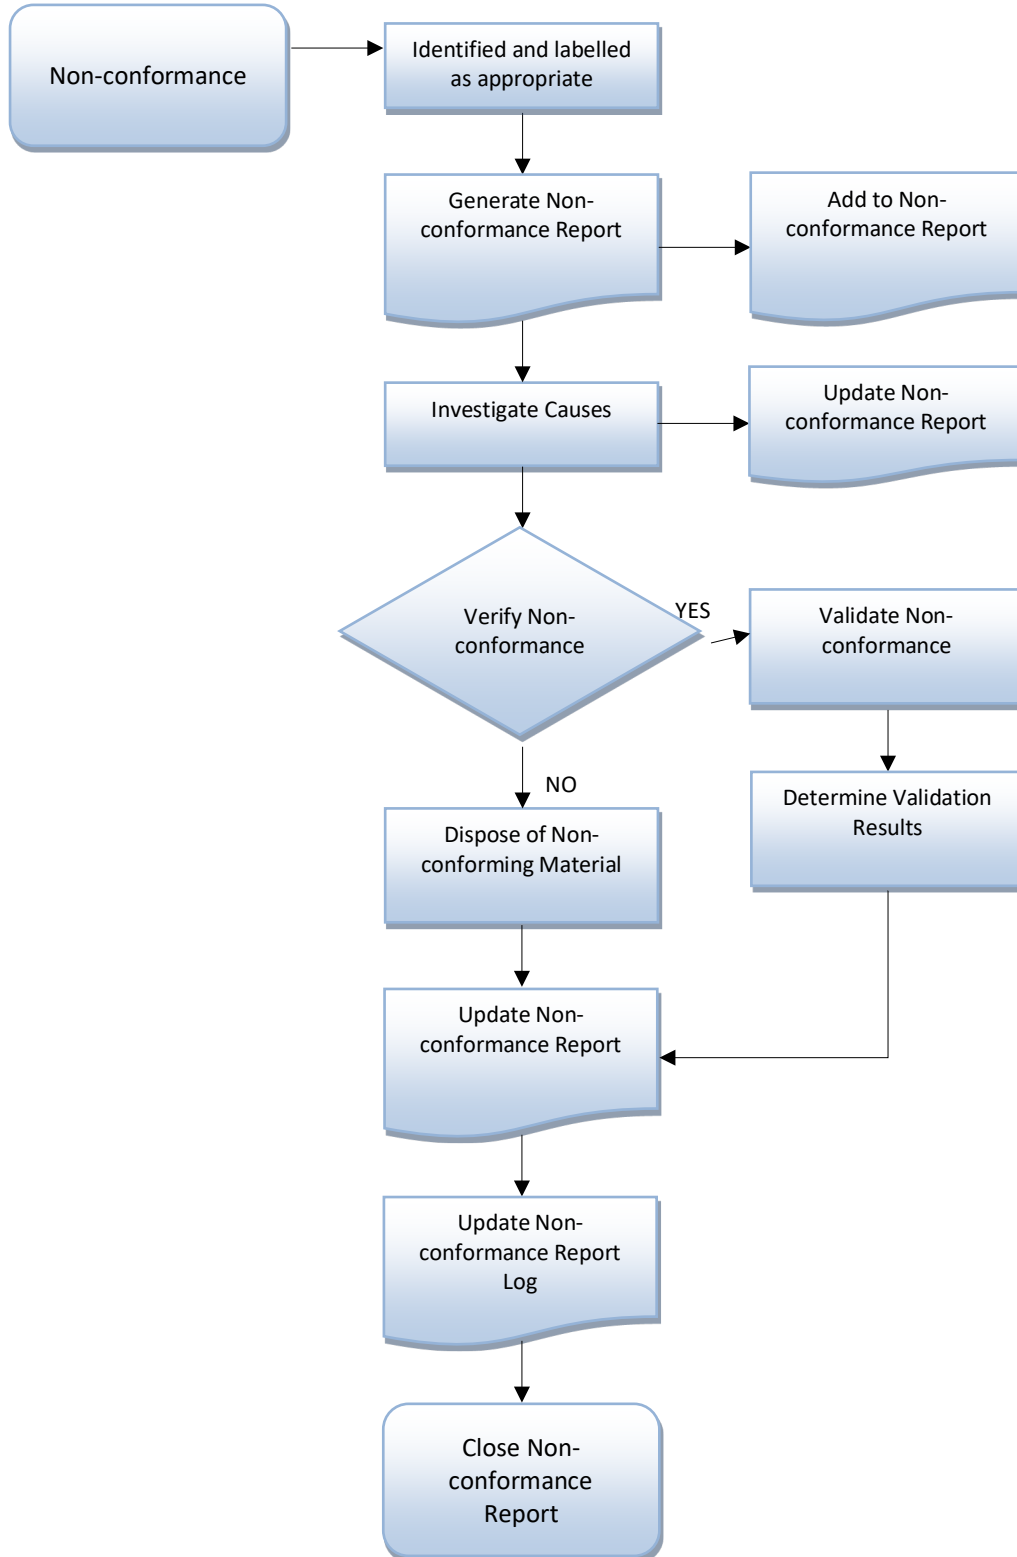 Non-conformance
Identified and labelled
as appropriate
Generate Non-
conformance Report
Add to Non-
conformance Report
Investigate Causes
Update Non-
conformance Report
Verify Non-
conformance
YES
Validate Non-
conformance
NO
Determine Validation
Results
Dispose of Non-
conforming Material
Update Non-
conformance Report
Update Non-
conformance Report
Log
Close Non-
conformance
Report